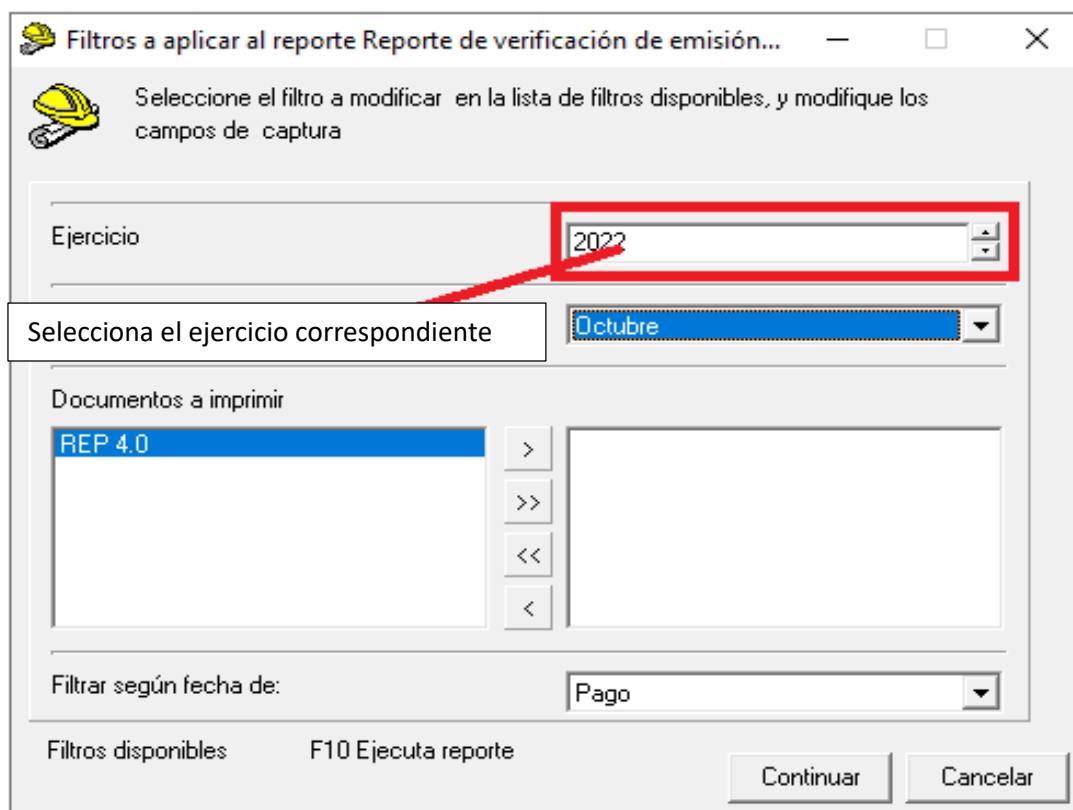 Filtros a aplicar al reporte Reporte de verificación de emisión...
Seleccione el filtro a modificar en la lista de filtros disponibles, y modifique los
campos de captura
Ejercicio
2022
Selecciona el ejercicio correspondiente
Octubre
Documentos a imprimir
REP 4.0
>
>>
<<
<
Filtrar según fecha de:
Pago
Filtros disponibles
F10 Ejecuta reporte
Continuar
Cancelar